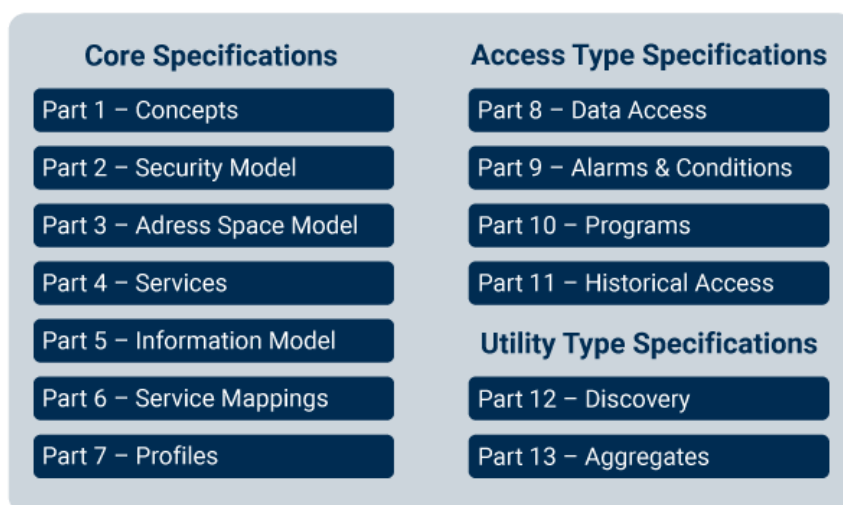 Core Specifications
Part 1 – Concepts
Part 2 – Security Model
Part 3 – Adress Space Model
Part 4 – Services
Part 5 – Information Model
Part 6 – Service Mappings
Part 7 – Profiles
Access Type Specifications
Part 8 – Data Access
Part 9 – Alarms & Conditions
Part 10 – Programs
Part 11 – Historical Access
Utility Type Specifications
Part 12 – Discovery
Part 13 – Aggregates